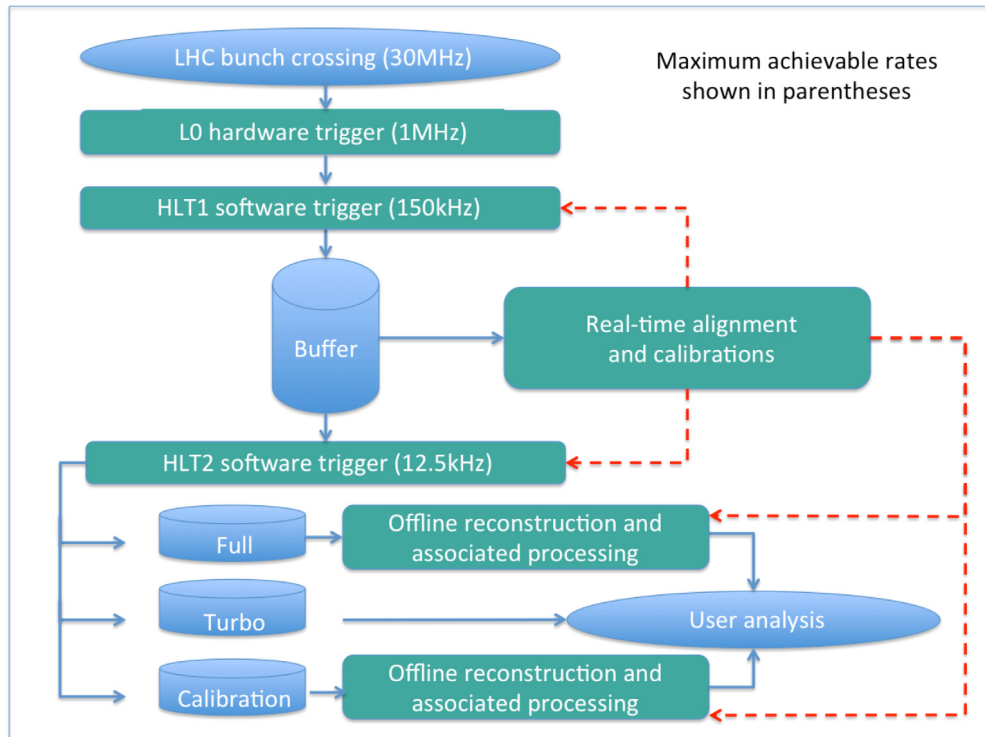 LHC bunch crossing (30MHz)
Maximum achievable rates
shown in parentheses
L0 hardware trigger (1MHz)
HLT1 software trigger (150kHz)
Buffer
Real-time alignment
and calibrations
HLT2 software trigger (12.5kHz)
Full
Offline reconstruction and
associated processing
Turbo
User analysis
Calibration
Offline reconstruction and
associated processing